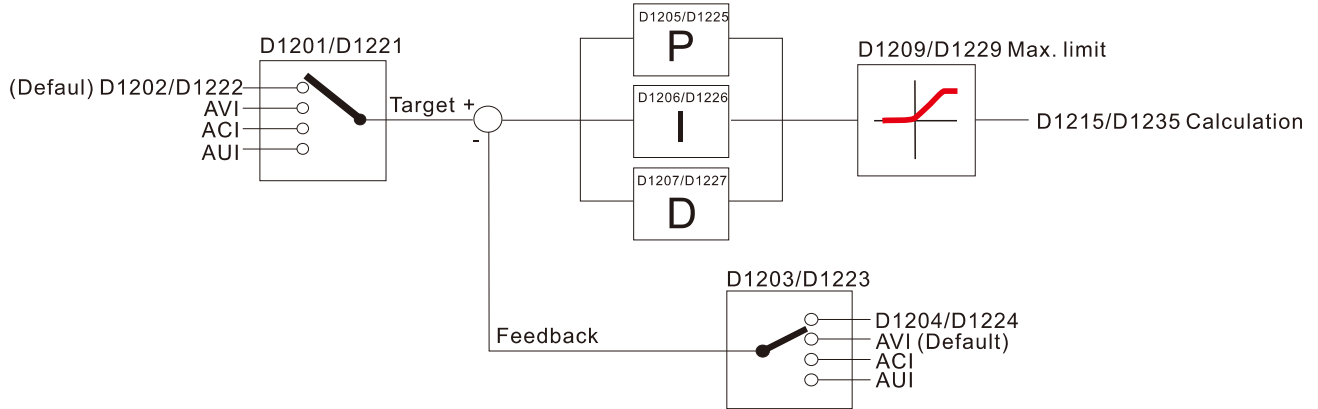 D1201/D1221
(Defaul) D1202/D1222
AVI
ACI
AUI
Target +
-
D1205/D1225
P
D1206/D1226
I
D1207/D1227
D
D1209/D1229 Max. limit
D1215/D1235 Calculation
Feedback
D1203/D1223
D1204/D1224
AVI (Default)
ACI
AUI